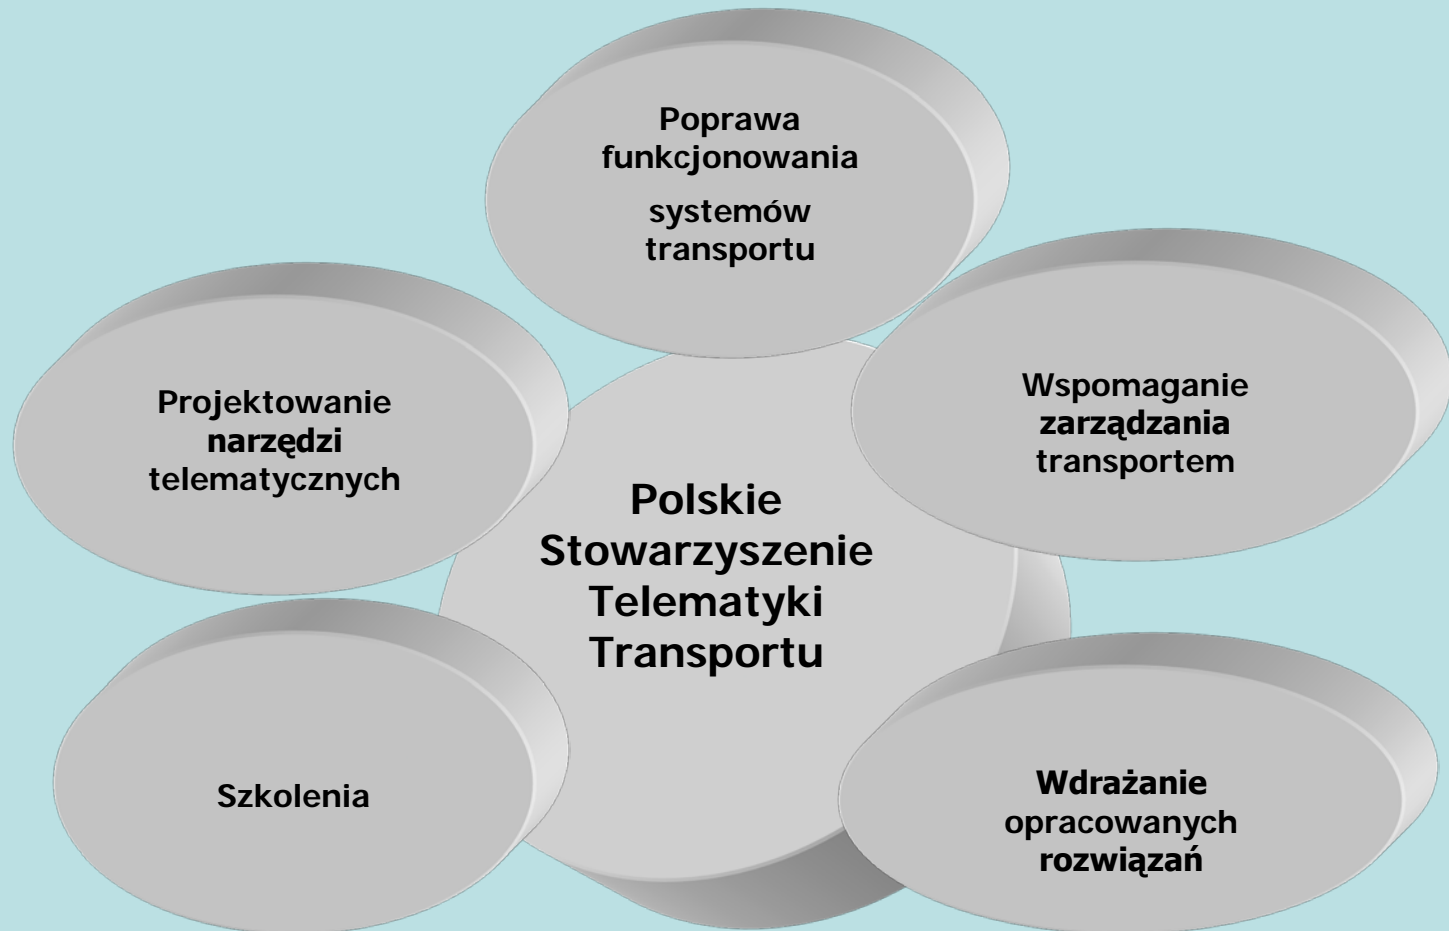 Poprawa
funkcjonowania
systemów
transportu
Projektowanie
narzędzi
telematycznych
Wspomaganie
zarządzania
transportem
Polskie
Stowarzyszenie
Telematyki
Transportu
Szkolenia
Wdrażanie
opracowanych
rozwiązań